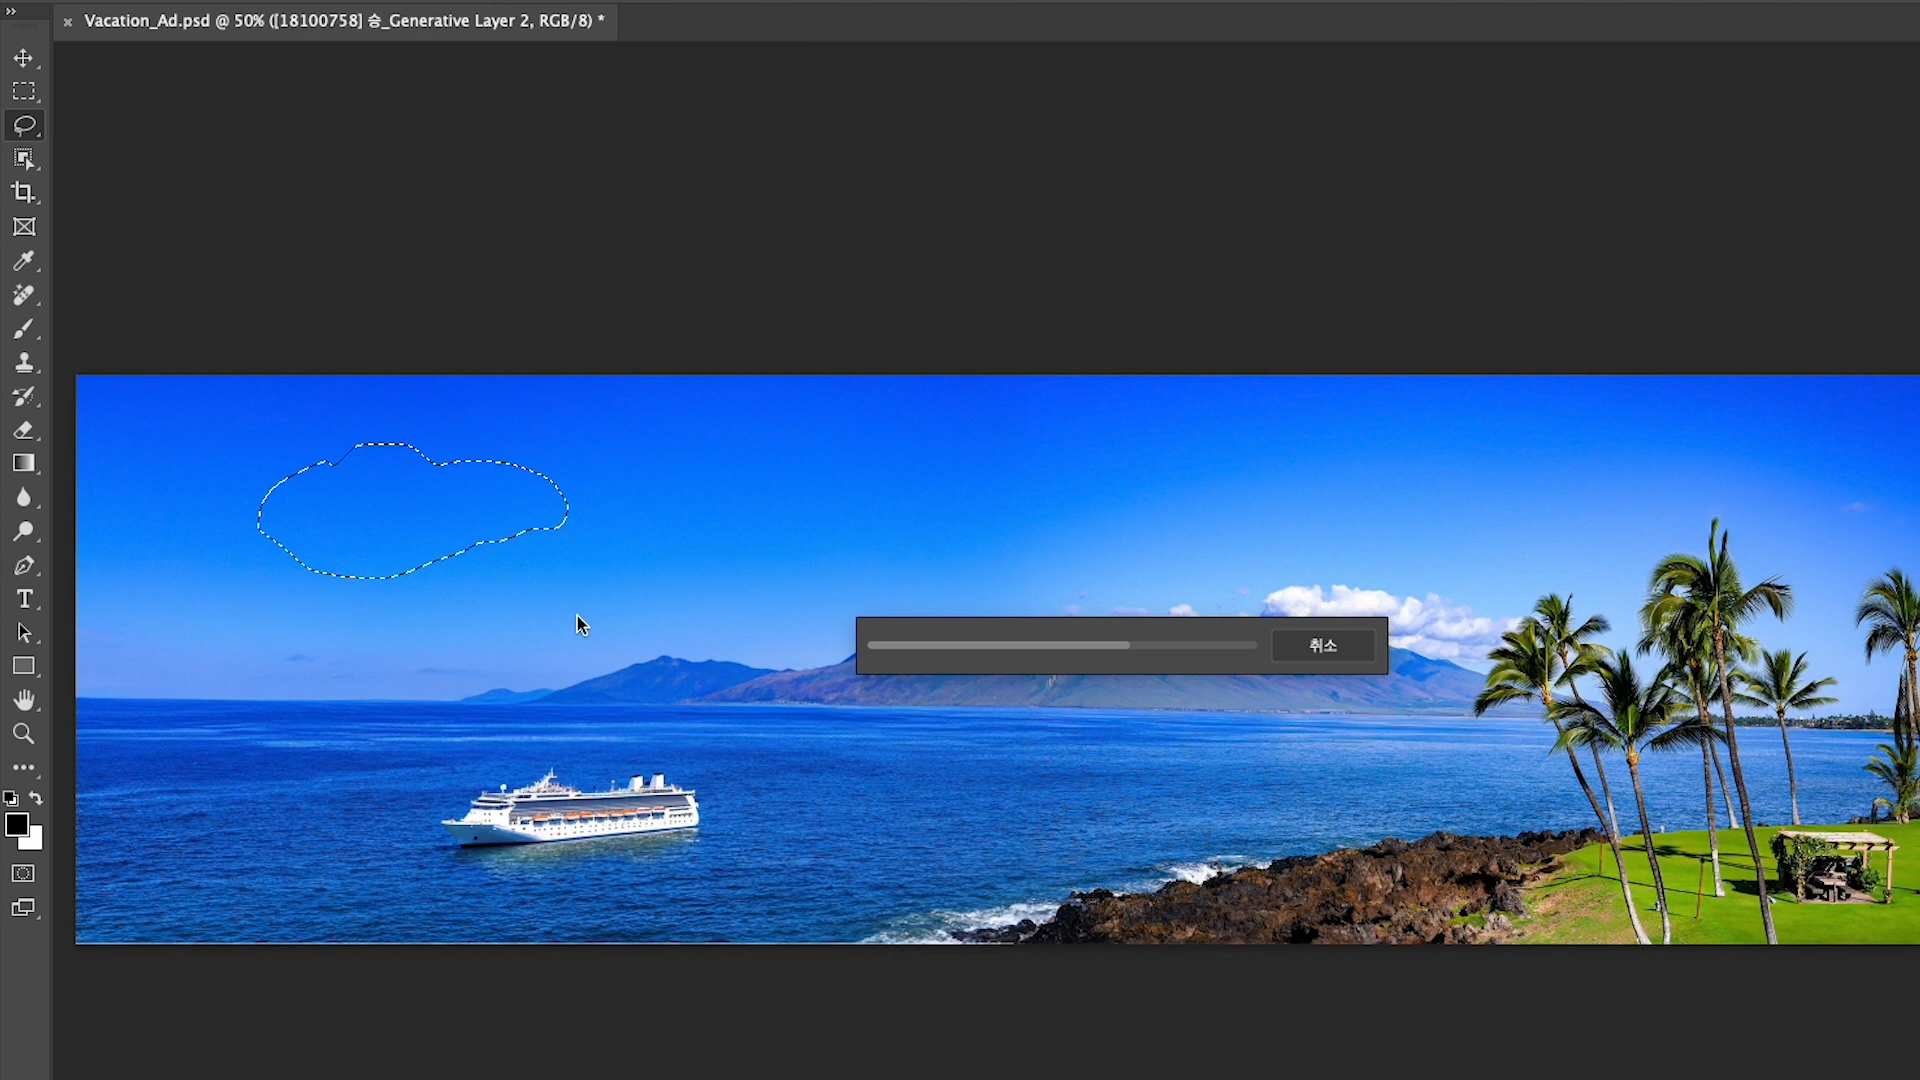 Vacation_Ad.psd @ 50% ([18100758] 숭_Generative Layer 2, RGB/8) *
취소